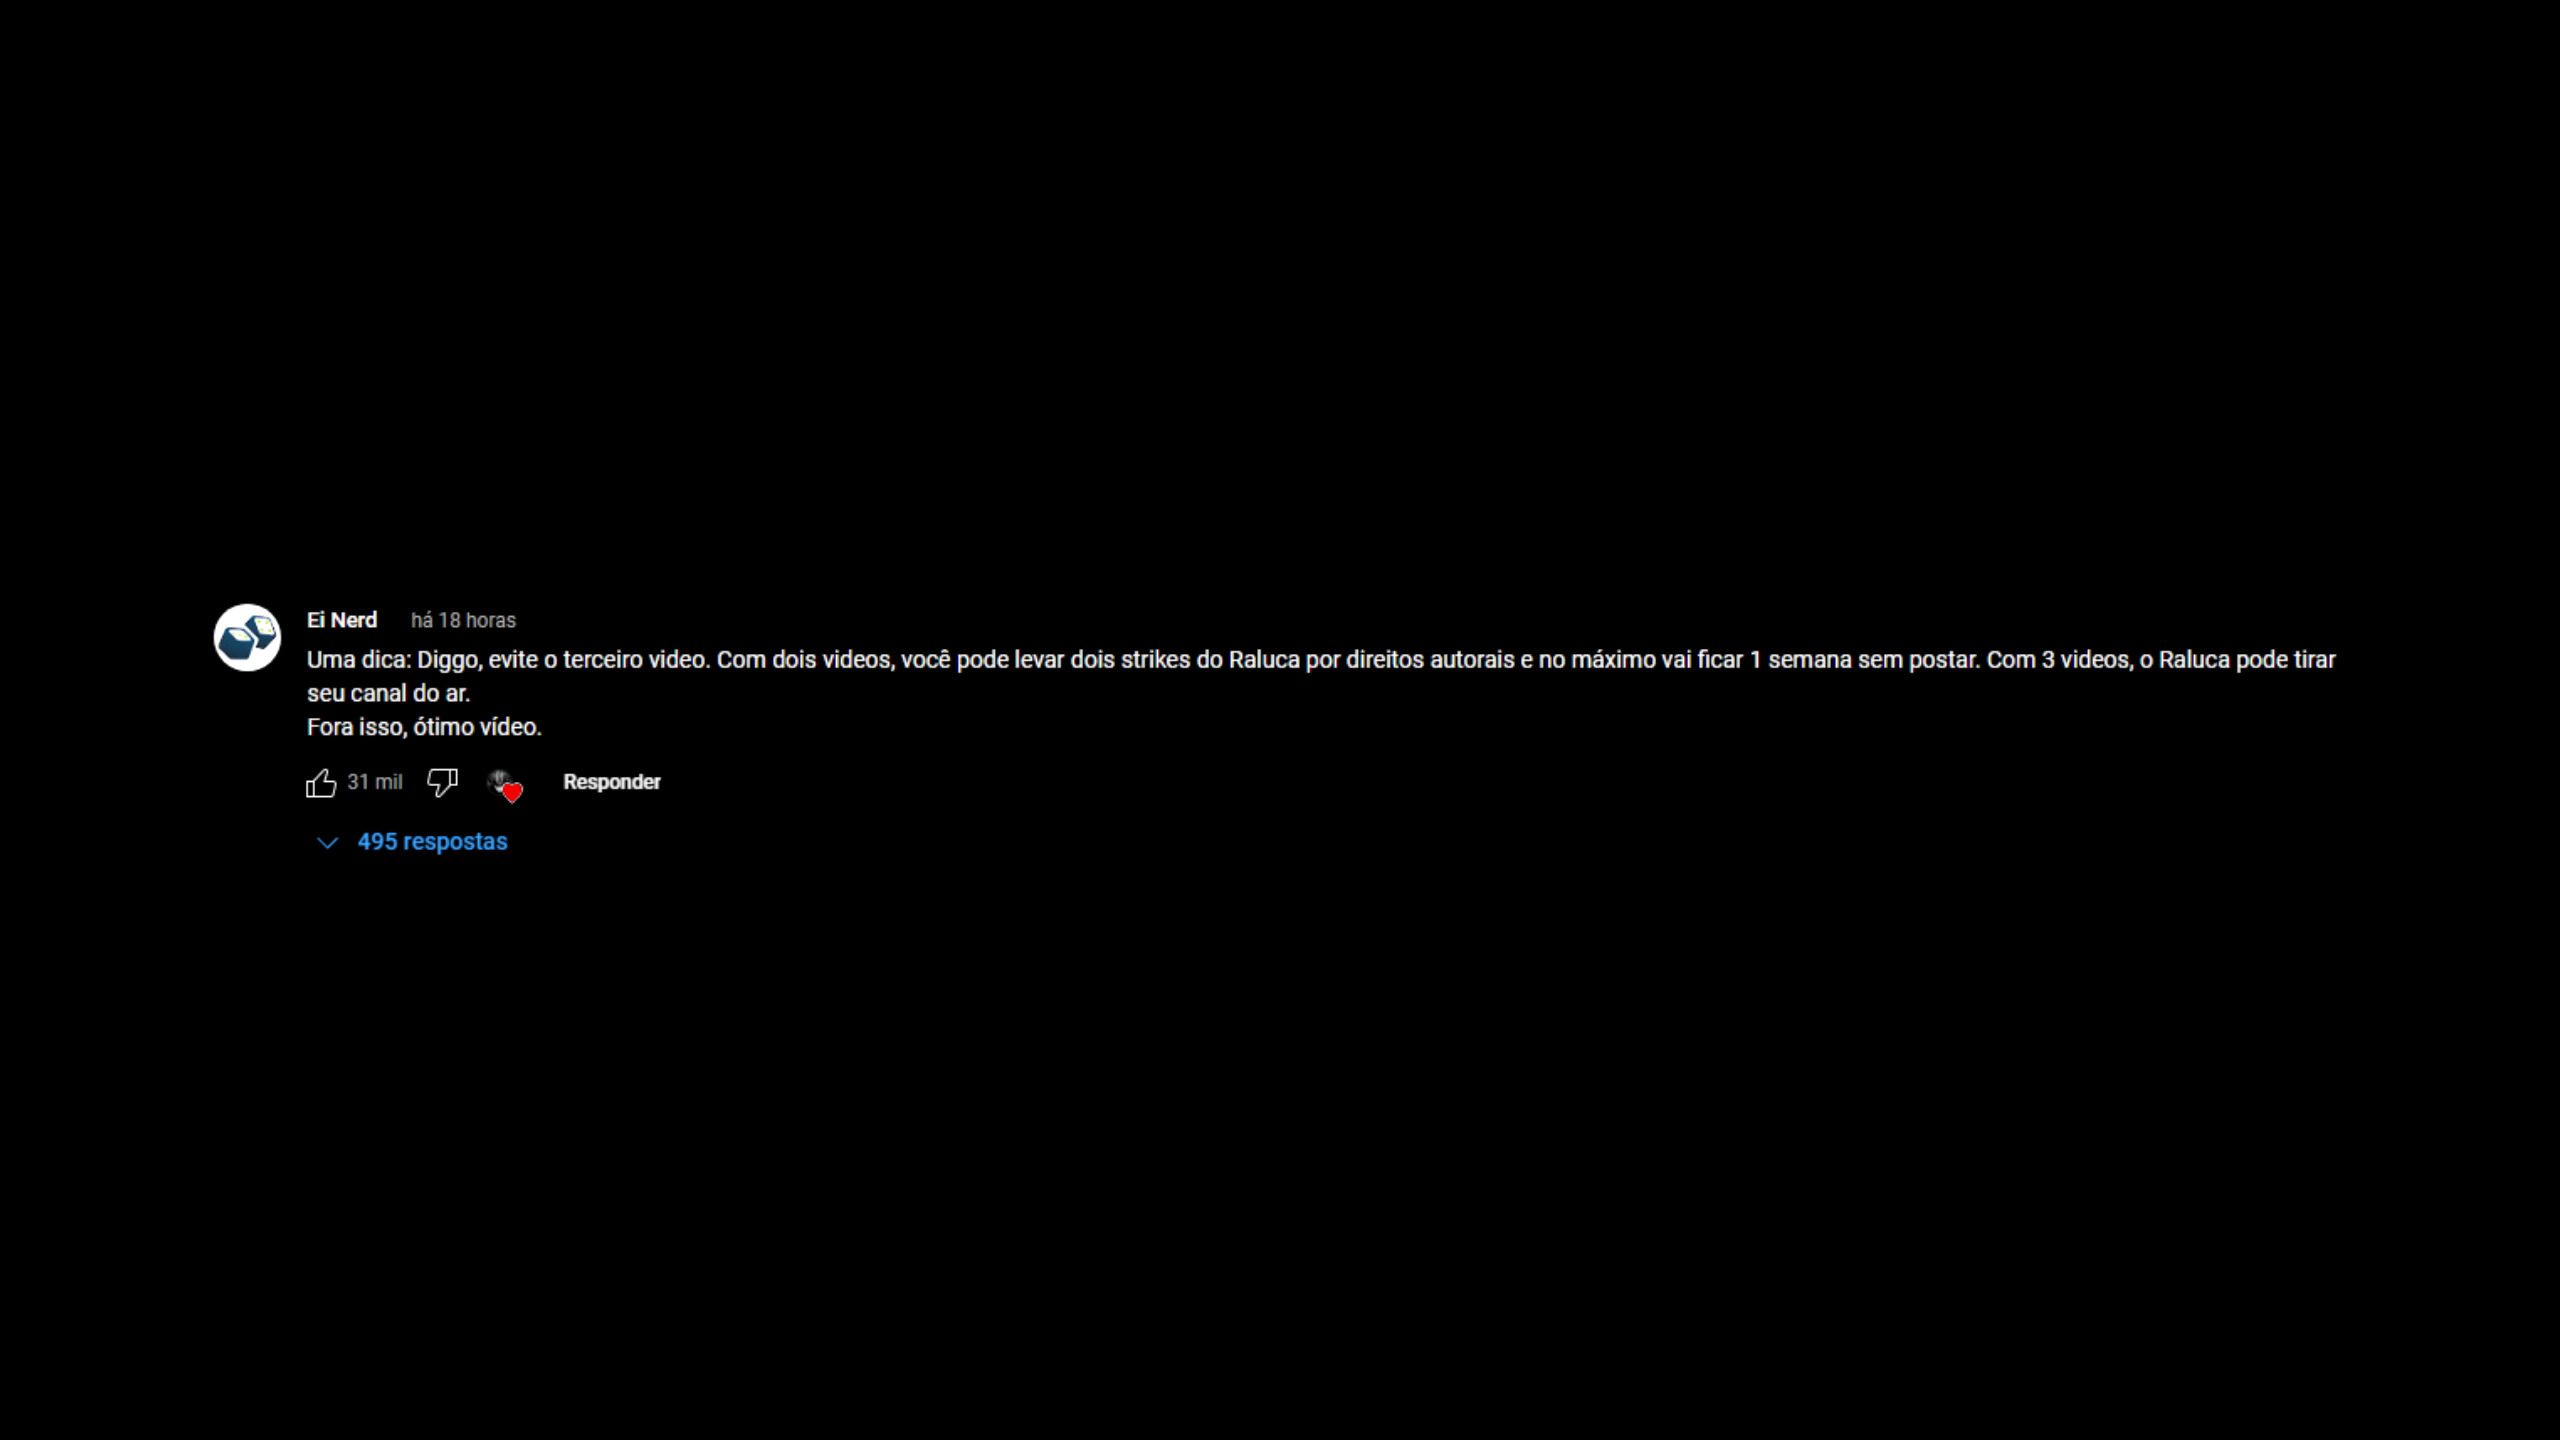 Ei Nerd há 18 horas
Uma dica: Diggo, evite o terceiro video. Com dois videos, você pode levar dois strikes do Raluca por direitos autorais e no máximo vai ficar 1 semana sem postar. Com 3 videos, o Raluca pode tirar
seu canal do ar.
Fora isso, ótimo vídeo.
31 mil Responder
495 respostas